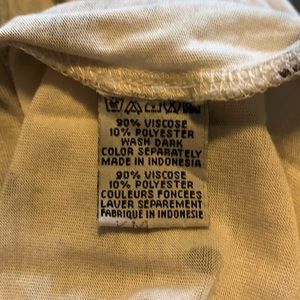 90% VISCOSE
10% POLYESTER
WASH DARK
COLOR SEPARATELY
MADE IN INDONESIA
90% VISCOSE
10% POLYESTER
COULEURS FONCEES
LAVER SEPAREMENT
FABRIQUE IN INDONESIE